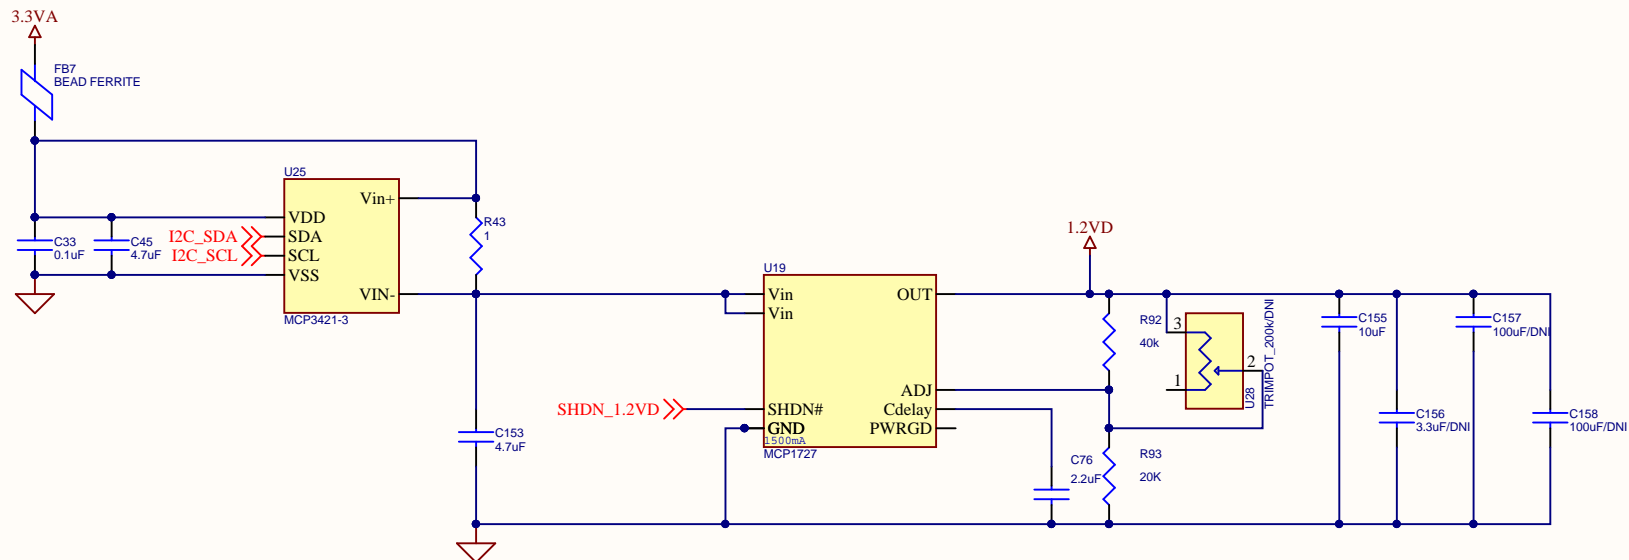 3.3VA
FB7
BEAD FERRITE
U25
Vin+
VDD
SDA
SCL
VSS
VIN-
MCP3421-3
I2C_SDA
I2C_SCL
C33
0.1uF
C45
4.7uF
R43
1
U19
Vin
Vin
OUT
ADJ
SHDN#
Cdelay
GND
PWRGD
1500mA
MCP1727
SHDN_1.2VD
C153
4.7uF
1.2VD
R92
40k
3
2
1
U28
TRIMPOT_200k/DNI
C76
2.2uF
R93
20K
C155
10uF
C156
3.3uF/DNI
C157
100uF/DNI
C158
100uF/DNI